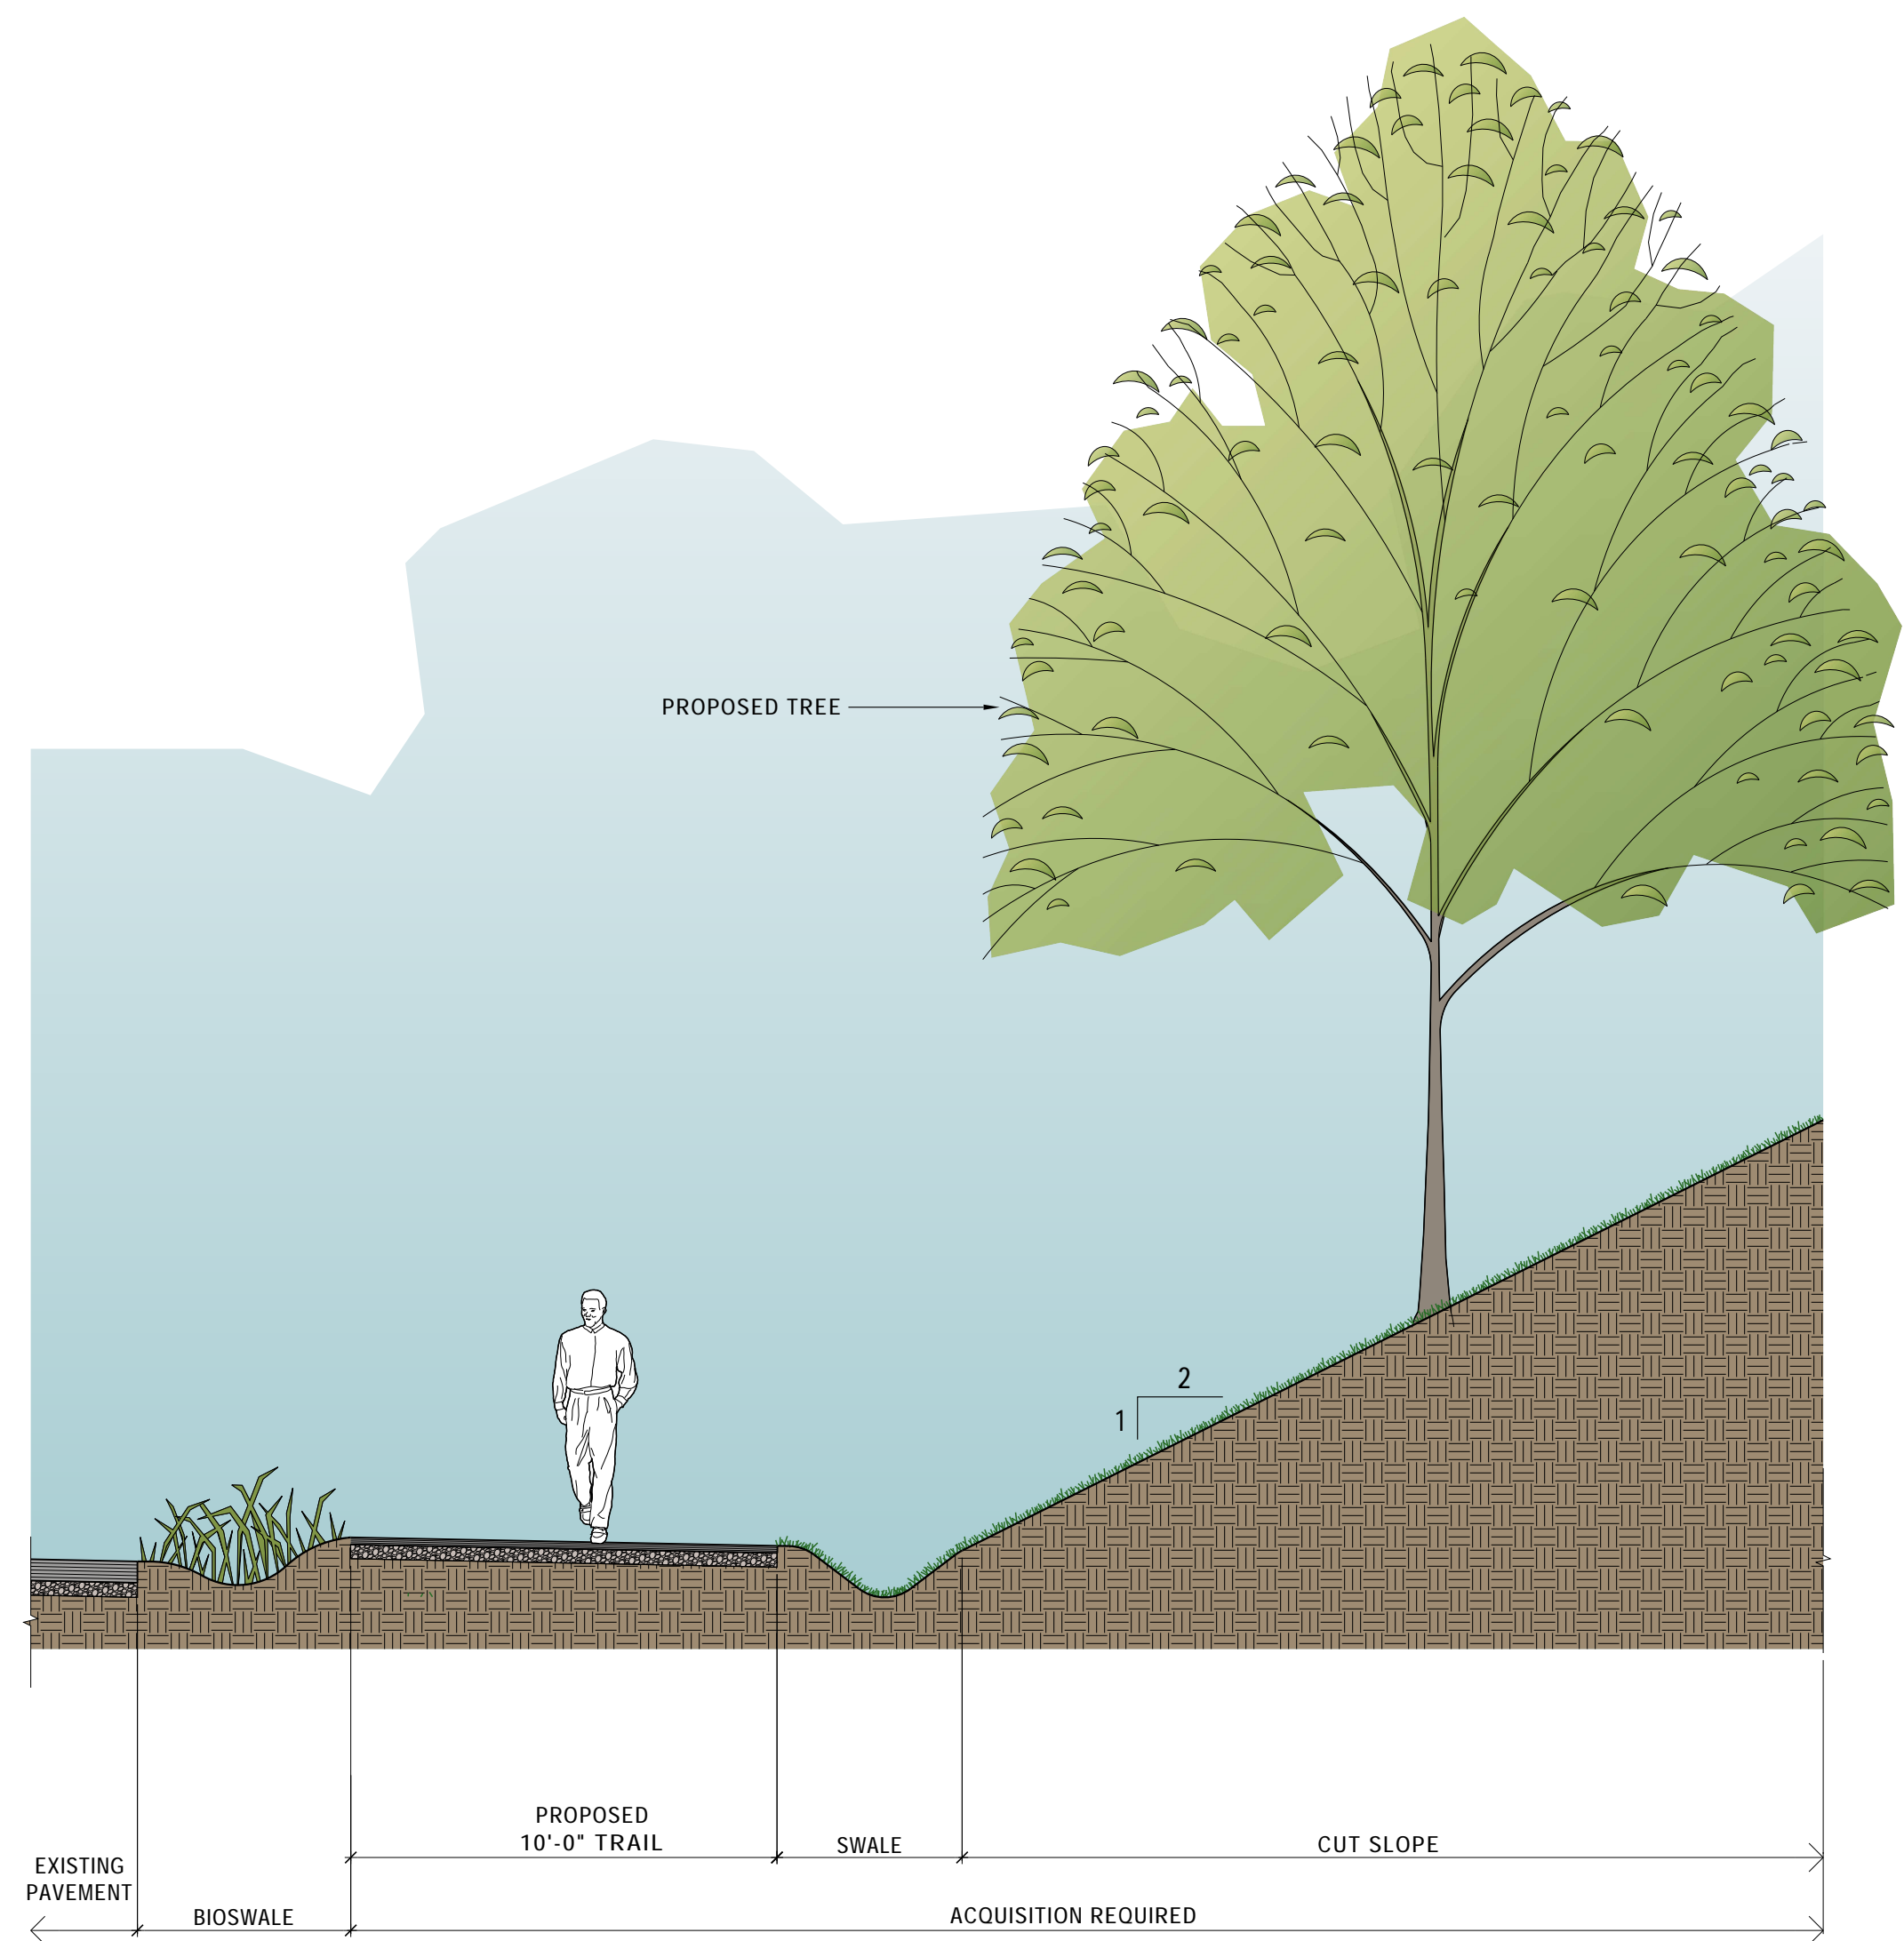 PROPOSED TREE
2
1
PROPOSED
10'-0" TRAIL
SWALE
CUT SLOPE
EXISTING
PAVEMENT
BIOSWALE
ACQUISITION REQUIRED